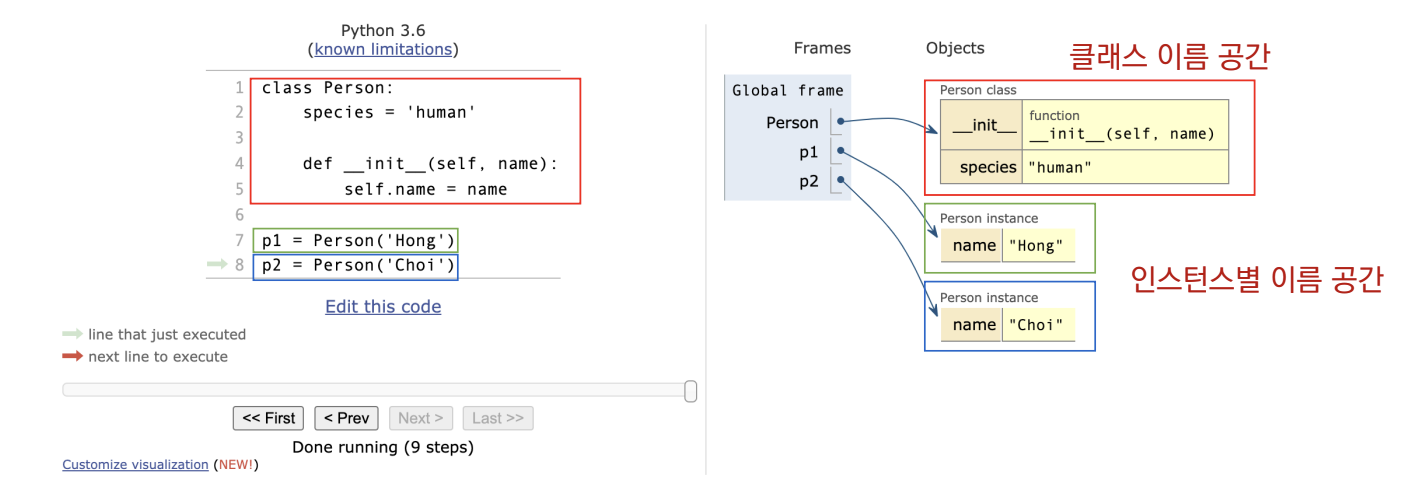 Python 3.6
(known limitations)
1 class Person:
2 species = 'human'
3
4 def __init__(self, name):
5 self.name = name
6
7 p1 = Person('Hong')
8 p2 = Person('Choi')
Edit this code
line that just executed
next line to execute
<< First < Prev Next > Last >>
Done running (9 steps)
Customize visualization (NEW!)
Frames Objects
클래스 이름 공간
Global frame
Person
p1
p2
Person class
__init__ function
__init__(self, name)
species "human"
Person instance
name "Hong"
인스턴스별 이름 공간
Person instance
name "Choi"